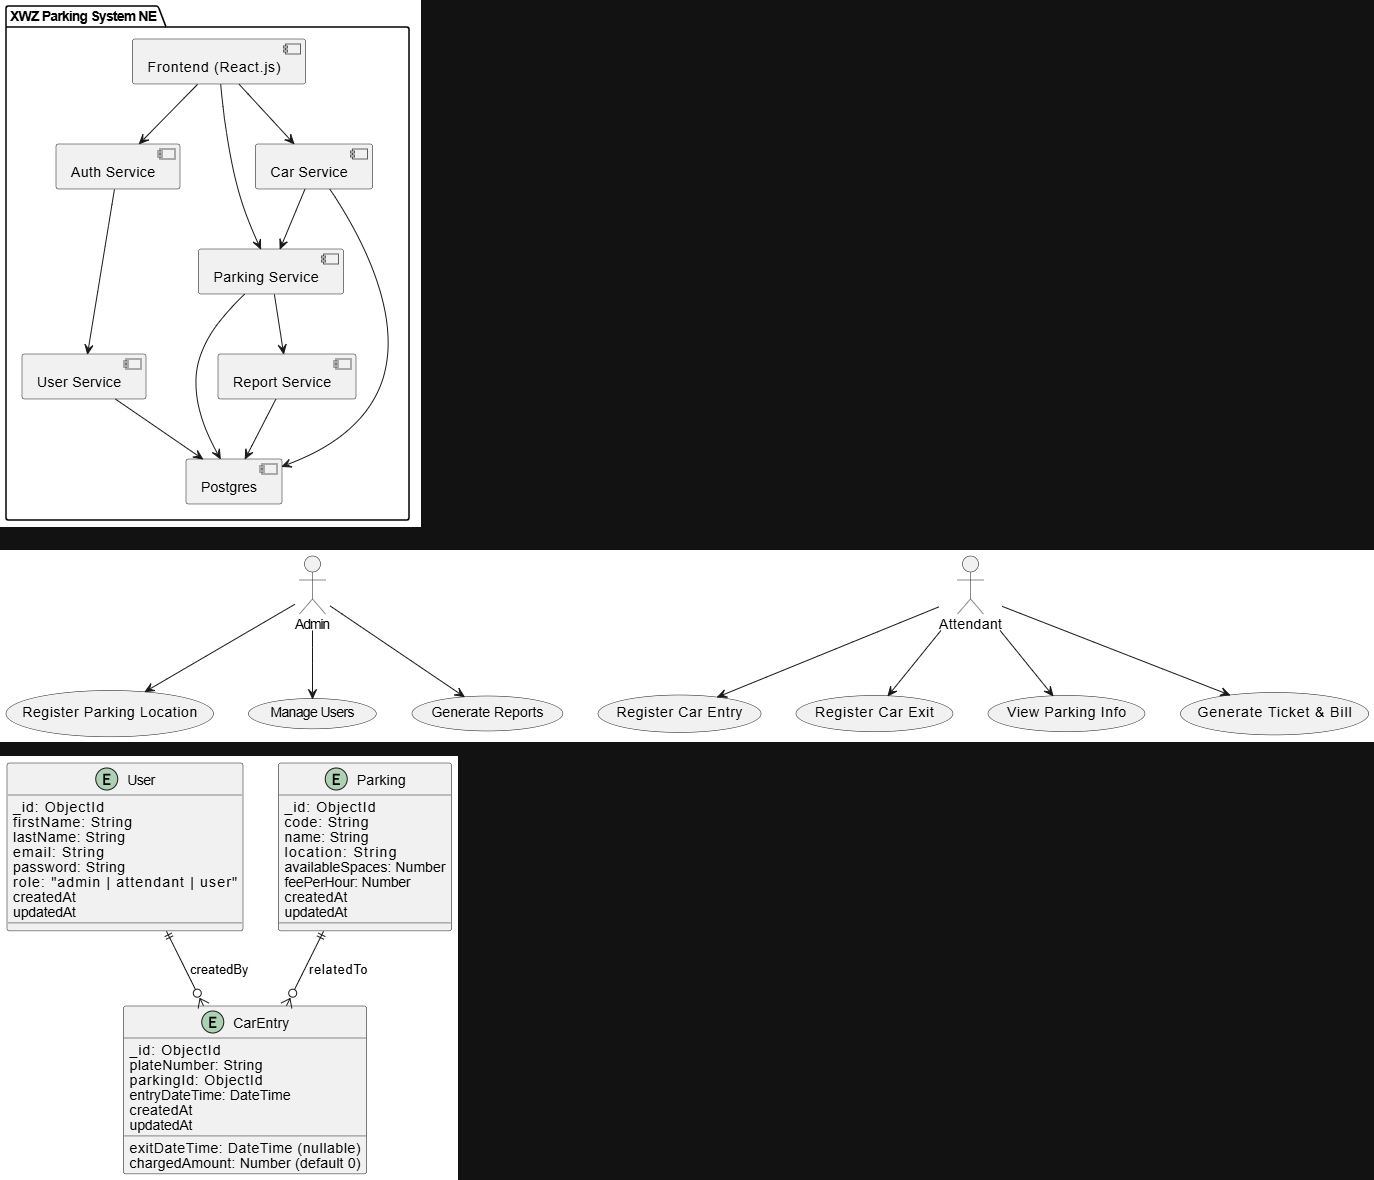 XWZ Parking System NE
Frontend (React.js)
Auth Service
Car Service
Parking Service
User Service
Report Service
Postgres
Admin
Attendant
Register Parking Location
Manage Users
Generate Reports
Register Car Entry
Register Car Exit
View Parking Info
Generate Ticket & Bill
E User
_id: ObjectId
firstName: String
lastName: String
email: String
password: String
role: "admin | attendant | user"
createdAt
updatedAt
E Parking
_id: ObjectId
code: String
name: String
location: String
availableSpaces: Number
feePerHour: Number
createdAt
updatedAt
createdBy
relatedTo
E CarEntry
_id: ObjectId
plateNumber: String
parkingId: ObjectId
entryDateTime: DateTime
createdAt
updatedAt
exitDateTime: DateTime (nullable)
chargedAmount: Number (default 0)